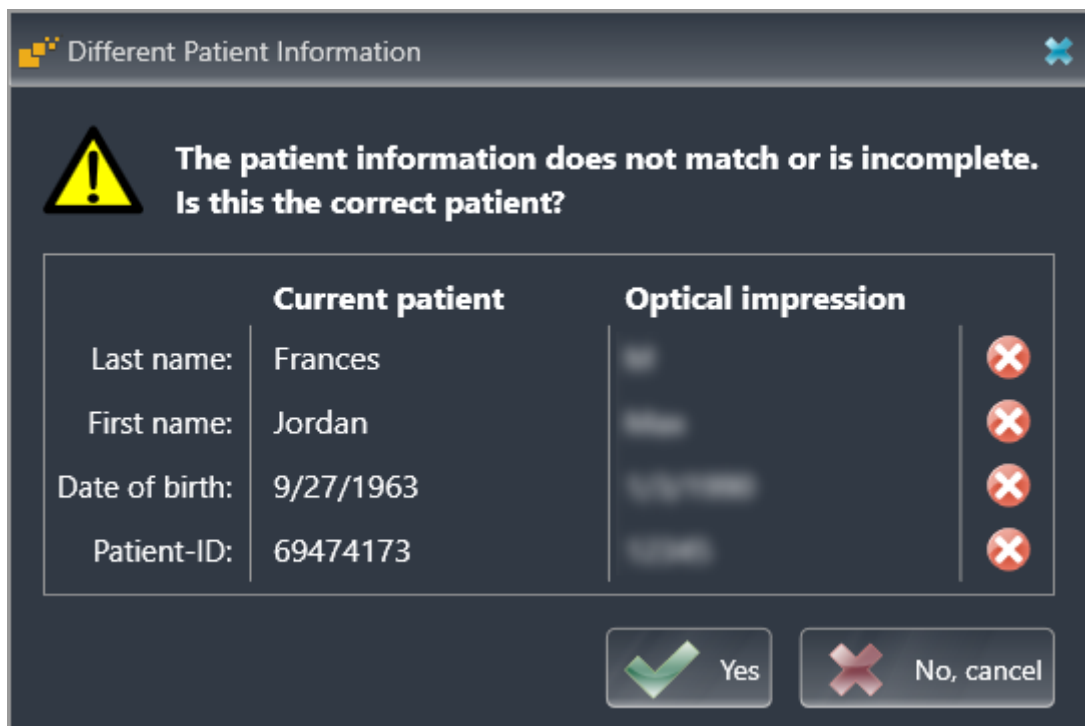 Different Patient Information
The patient information does not match or is incomplete.
Is this the correct patient?
Current patient Optical impression
Last name: Frances
First name: Jordan
Date of birth: 9/27/1963
Patient-ID: 69474173
Yes No, cancel